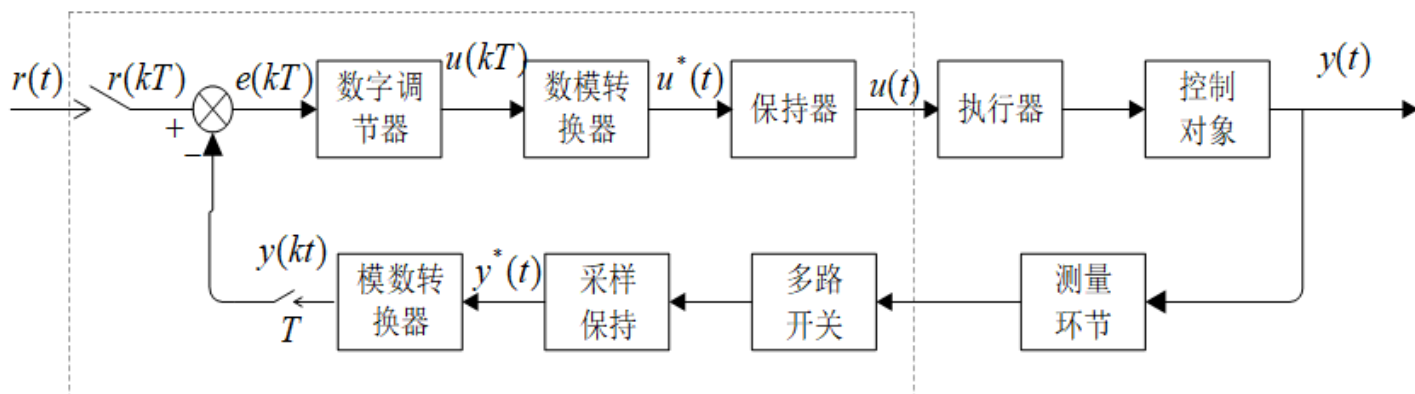 r(t)
r(kT)
e(kT)
数字调
节器
u(kT)
数模转
换器
u*(t)
保持器
u(t)
执行器
控制
对象
y(t)
+
−
y(kt)
T
模数转
换器
y*(t)
采样
保持
多路
开关
测量
环节